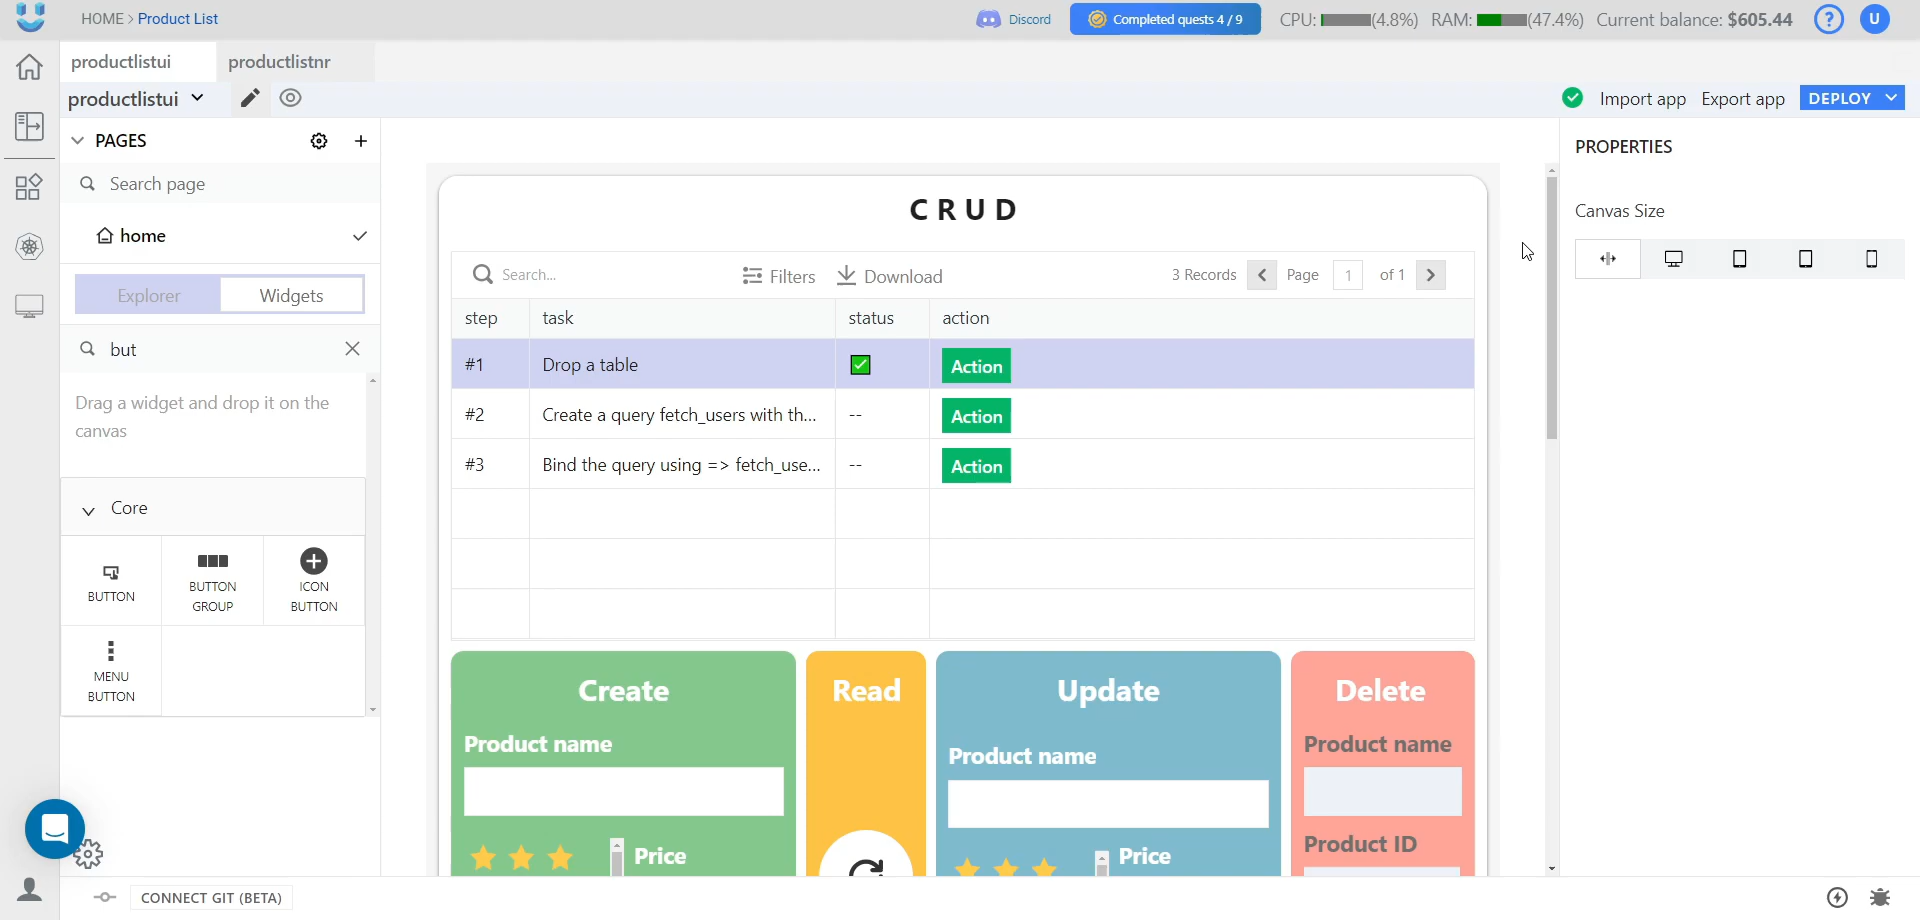 HOME > Product List
Discord
Completed quests 4 / 9
CPU: (4.8%) RAM: (47.4%) Current balance: $605.44
?
U
productlistui
productlistnr
productlistui
Import app
Export app
DEPLOY
PAGES
Search page
home
Explorer
Widgets
but
Drag a widget and drop it on the
canvas
Core
BUTTON
BUTTON
GROUP
ICON
BUTTON
MENU
BUTTON
CRUD
Search...
Filters
Download
3 Records
Page
1
of 1
step task status action
#1 Drop a table Action
#2 Create a query fetch_users with th... -- Action
#3 Bind the query using => fetch_use... -- Action
Create
Product name
Price
Read
Update
Product name
Price
Delete
Product name
Product ID
PROPERTIES
Canvas Size
CONNECT GIT (BETA)